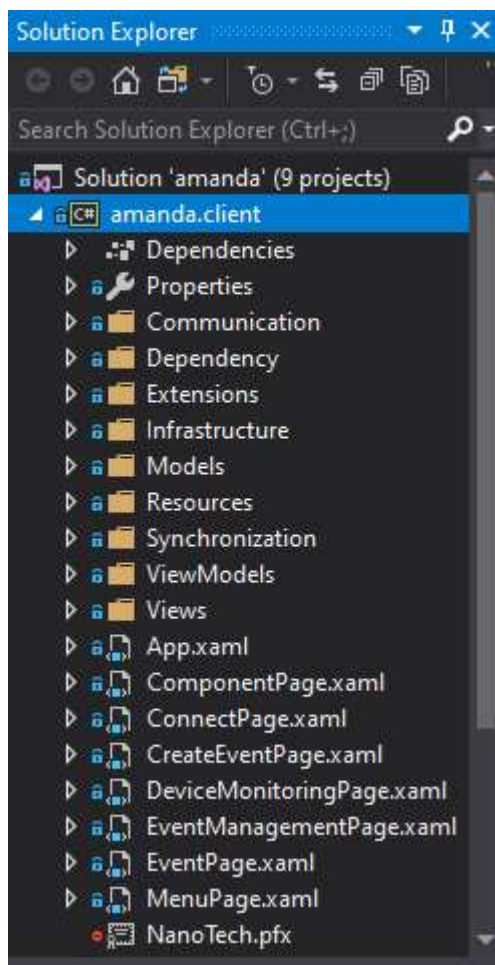 Solution Explorer
Search Solution Explorer (Ctrl+;)
Solution 'amanda' (9 projects)
C# amanda.client
Dependencies
Properties
Communication
Dependency
Extensions
Infrastructure
Models
Resources
Synchronization
ViewModels
Views
App.xaml
ComponentPage.xaml
ConnectPage.xaml
CreateEventPage.xaml
DeviceMonitoringPage.xaml
EventManagementPage.xaml
EventPage.xaml
MenuPage.xaml
NanoTech.pfx